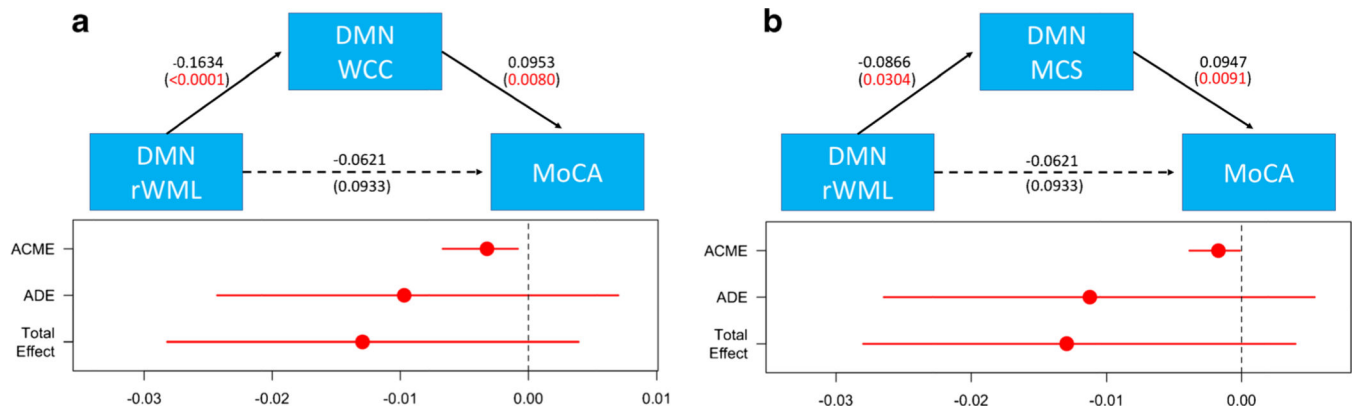 a
DMN
WCC
-0.1634
(<0.0001)
0.0953
(0.0080)
DMN
rWML
-0.0621
(0.0933)
MoCA
ACME
ADE
Total
Effect
-0.03
-0.02
-0.01
0.00
0.01
b
DMN
MCS
-0.0866
(0.0304)
0.0947
(0.0091)
DMN
rWML
-0.0621
(0.0933)
MoCA
ACME
ADE
Total
Effect
-0.03
-0.02
-0.01
0.00